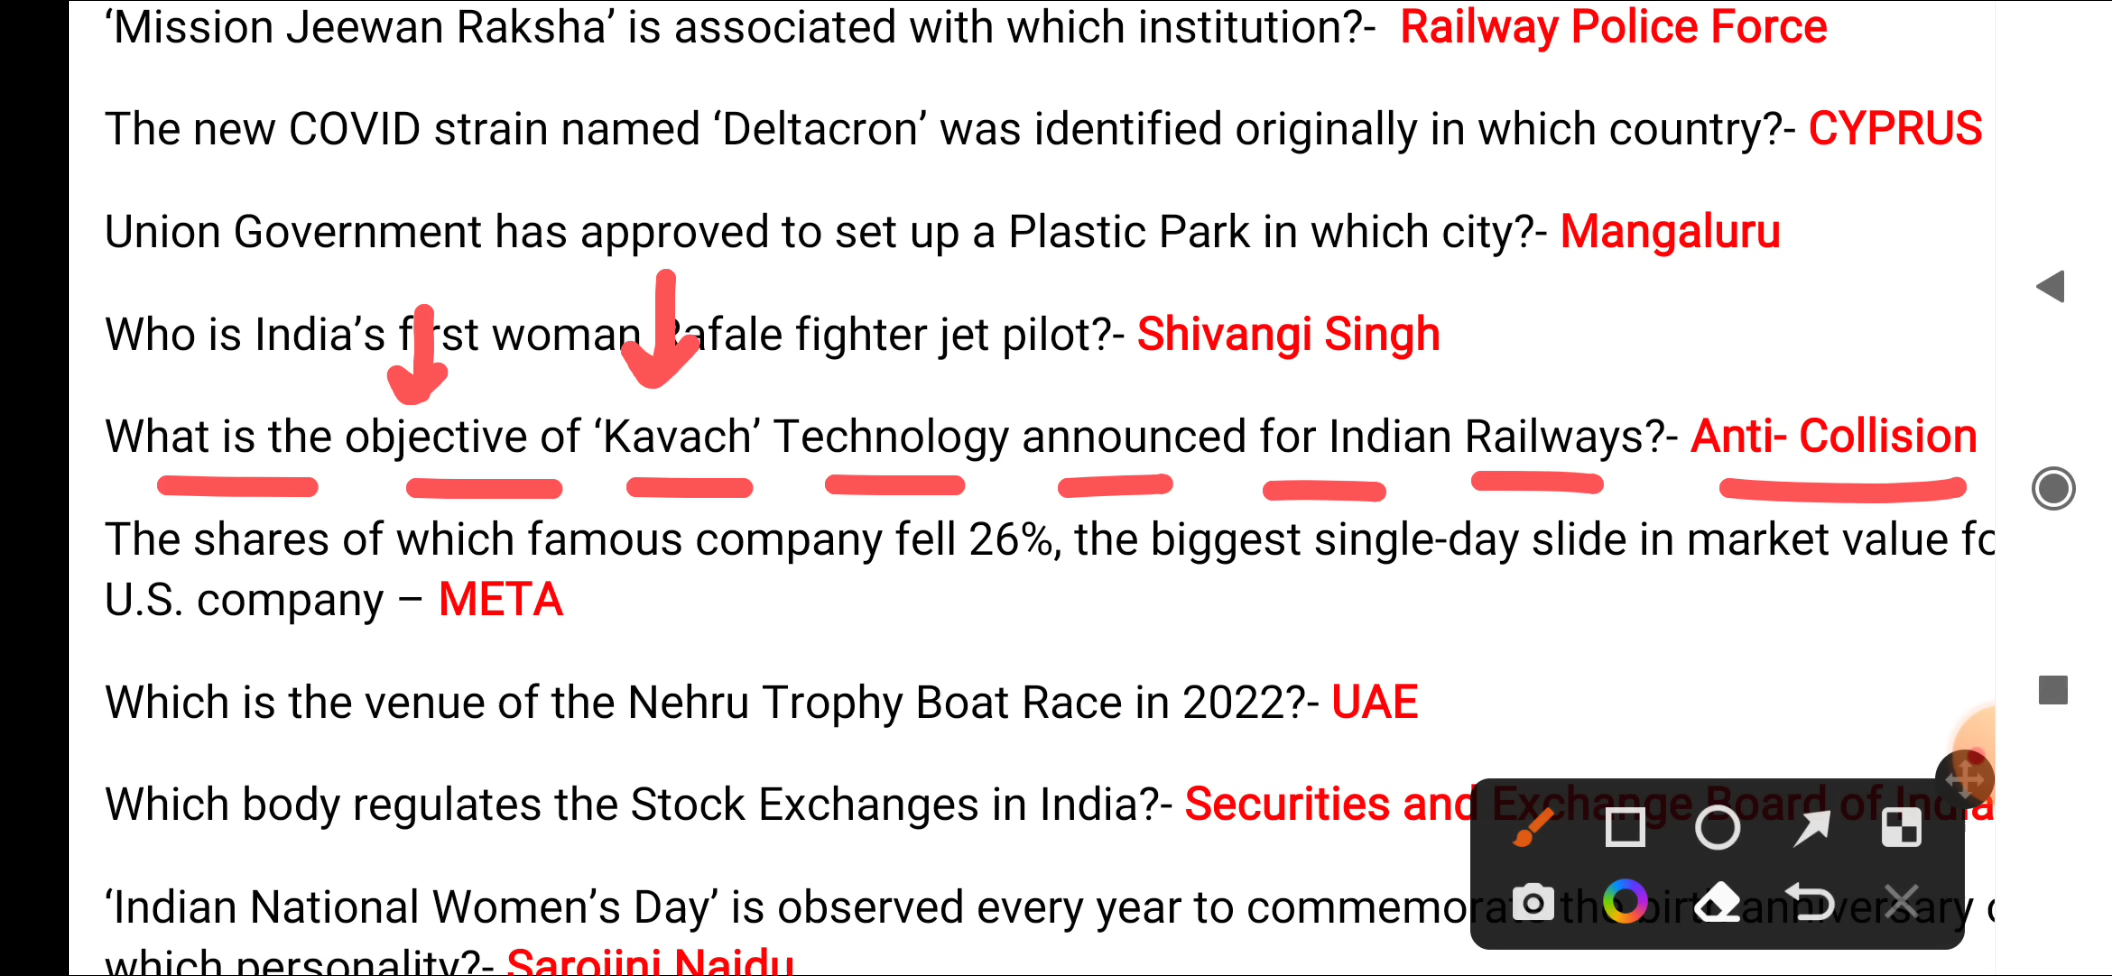 ‘Mission Jeewan Raksha’ is associated with which institution?- Railway Police Force
The new COVID strain named ‘Deltacron’ was identified originally in which country?- CYPRUS
Union Government has approved to set up a Plastic Park in which city?- Mangaluru
Who is India’s first woman Rafale fighter jet pilot?- Shivangi Singh
What is the objective of ‘Kavach’ Technology announced for Indian Railways?- Anti- Collision
The shares of which famous company fell 26%, the biggest single-day slide in market value
U.S. company – META
Which is the venue of the Nehru Trophy Boat Race in 2022?- UAE
Which body regulates the Stock Exchanges in India?- Securities and Exchange Board of India
‘Indian National Women’s Day’ is observed every year to commemorate the birth anniversary
which personality?- Sarojini Naidu